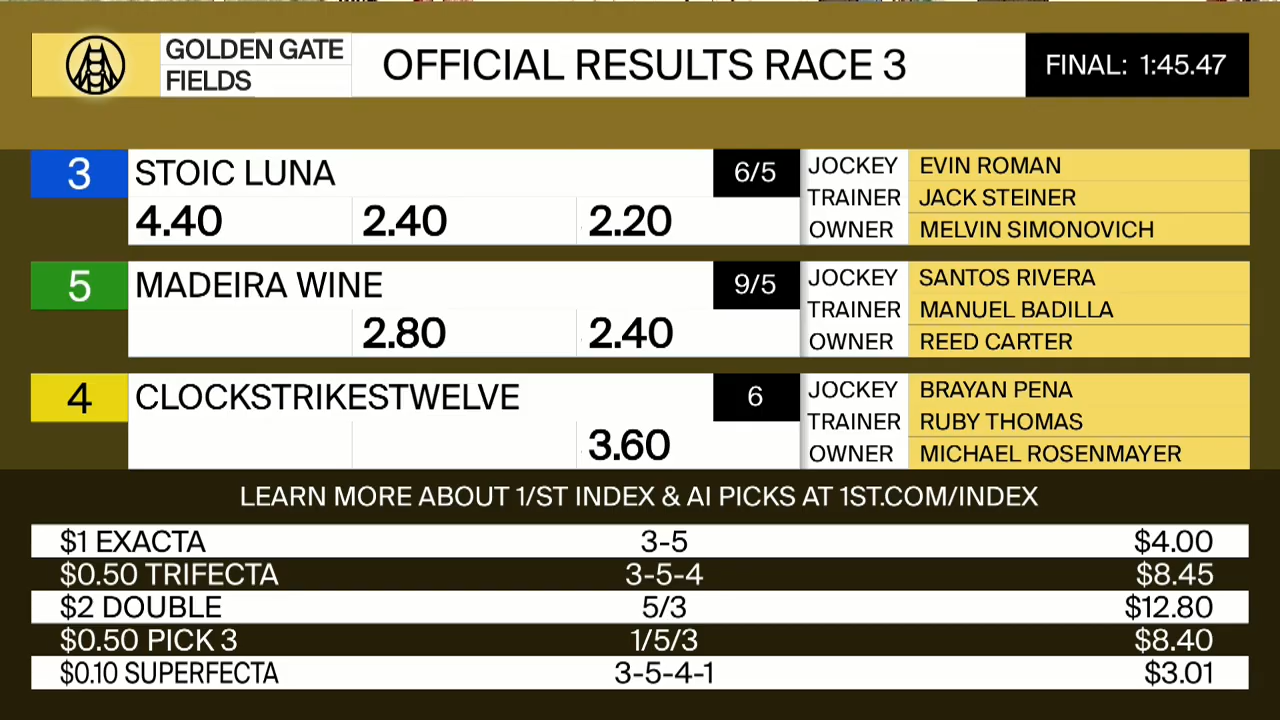 GOLDEN GATE
FIELDS
OFFICIAL RESULTS RACE 3
FINAL: 1:45.47
3 STOIC LUNA 6/5
4.40 2.40 2.20
JOCKEY EVIN ROMAN
TRAINER JACK STEINER
OWNER MELVIN SIMONOVICH
5 MADEIRA WINE 9/5
2.80 2.40
JOCKEY SANTOS RIVERA
TRAINER MANUEL BADILLA
OWNER REED CARTER
4 CLOCKSTRIKESTWELVE 6
3.60
JOCKEY BRAYAN PENA
TRAINER RUBY THOMAS
OWNER MICHAEL ROSENMAYER
LEARN MORE ABOUT 1/ST INDEX & AI PICKS AT 1ST.COM/INDEX
$1 EXACTA 3-5 $4.00
$0.50 TRIFECTA 3-5-4 $8.45
$2 DOUBLE 5/3 $12.80
$0.50 PICK 3 1/5/3 $8.40
$0.10 SUPERFECTA 3-5-4-1 $3.01